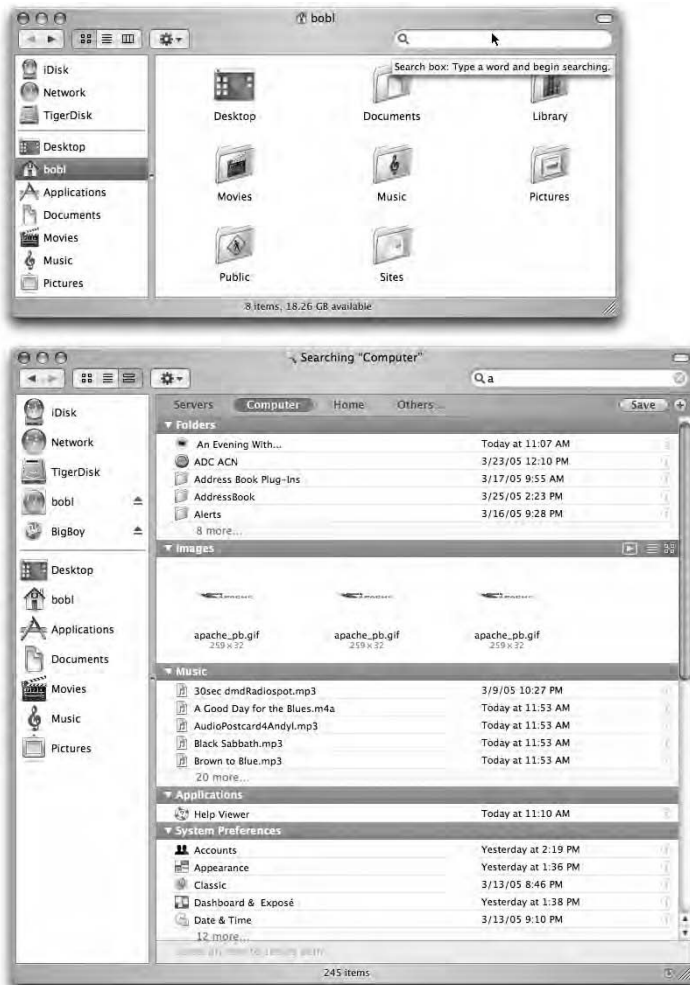 bobl
Search box: Type a word and begin searching.
iDisk
Network
TigerDisk
Desktop
bobl
Applications
Documents
Movies
Music
Pictures
Desktop
Documents
Library
Movies
Music
Pictures
Public
Sites
8 items, 18.26 GB available
Searching "Computer"
a
iDisk
Network
TigerDisk
bobl
BigBoy
Desktop
bobl
Applications
Documents
Movies
Music
Pictures
Servers Computer Home Others... Save
Folders
An Evening With... Today at 11:07 AM
ADC ACN 3/23/05 12:10 PM
Address Book Plug-Ins 3/17/05 9:55 AM
AddressBook 3/25/05 2:23 PM
Alerts 3/16/05 9:28 PM
8 more...
Images
apache_pb.gif apache_pb.gif apache_pb.gif
259 x 32 259 x 32 259 x 32
Music
30sec dmdRadiospot.mp3 3/9/05 10:27 PM
A Good Day for the Blues.m4a Today at 11:53 AM
AudioPostcard4Andyl.mp3 Today at 11:53 AM
Black Sabbath.mp3 Today at 11:53 AM
Brown to Blue.mp3 Today at 11:53 AM
20 more...
Applications
Help Viewer Today at 11:10 AM
System Preferences
Accounts Yesterday at 2:19 PM
Appearance Yesterday at 1:36 PM
Classic 3/13/05 8:46 PM
Dashboard & Exposé Yesterday at 1:38 PM
Date & Time 3/13/05 9:10 PM
12 more...
245 items